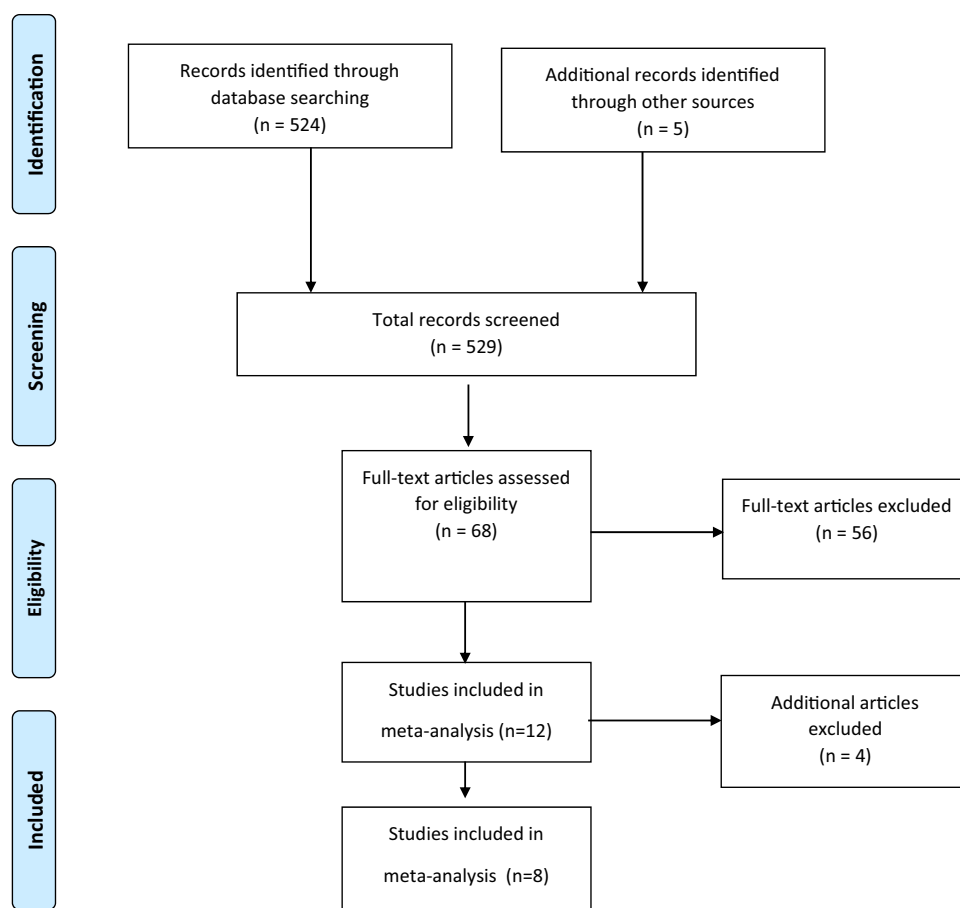 Identification
Records identified through
database searching
(n = 524)
Additional records identified
through other sources
(n = 5)
Screening
Total records screened
(n = 529)
Eligibility
Full-text articles assessed
for eligibility
(n = 68)
Full-text articles excluded
(n = 56)
Studies included in
meta-analysis (n=12)
Additional articles
excluded
(n = 4)
Included
Studies included in
meta-analysis (n=8)